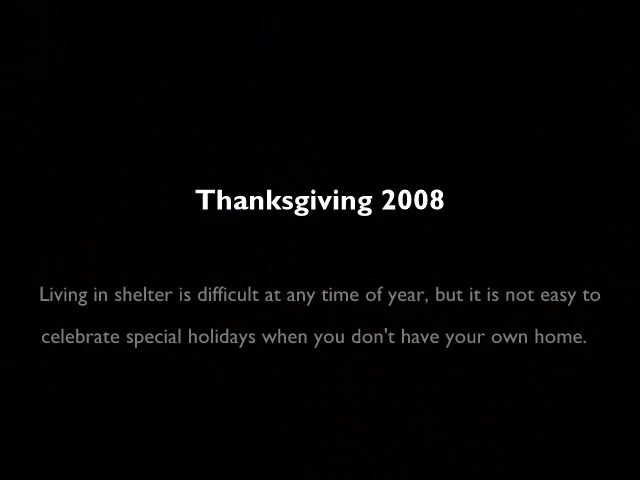 Thanksgiving 2008
Living in shelter is difficult at any time of year, but it is not easy to
celebrate special holidays when you don't have your own home.